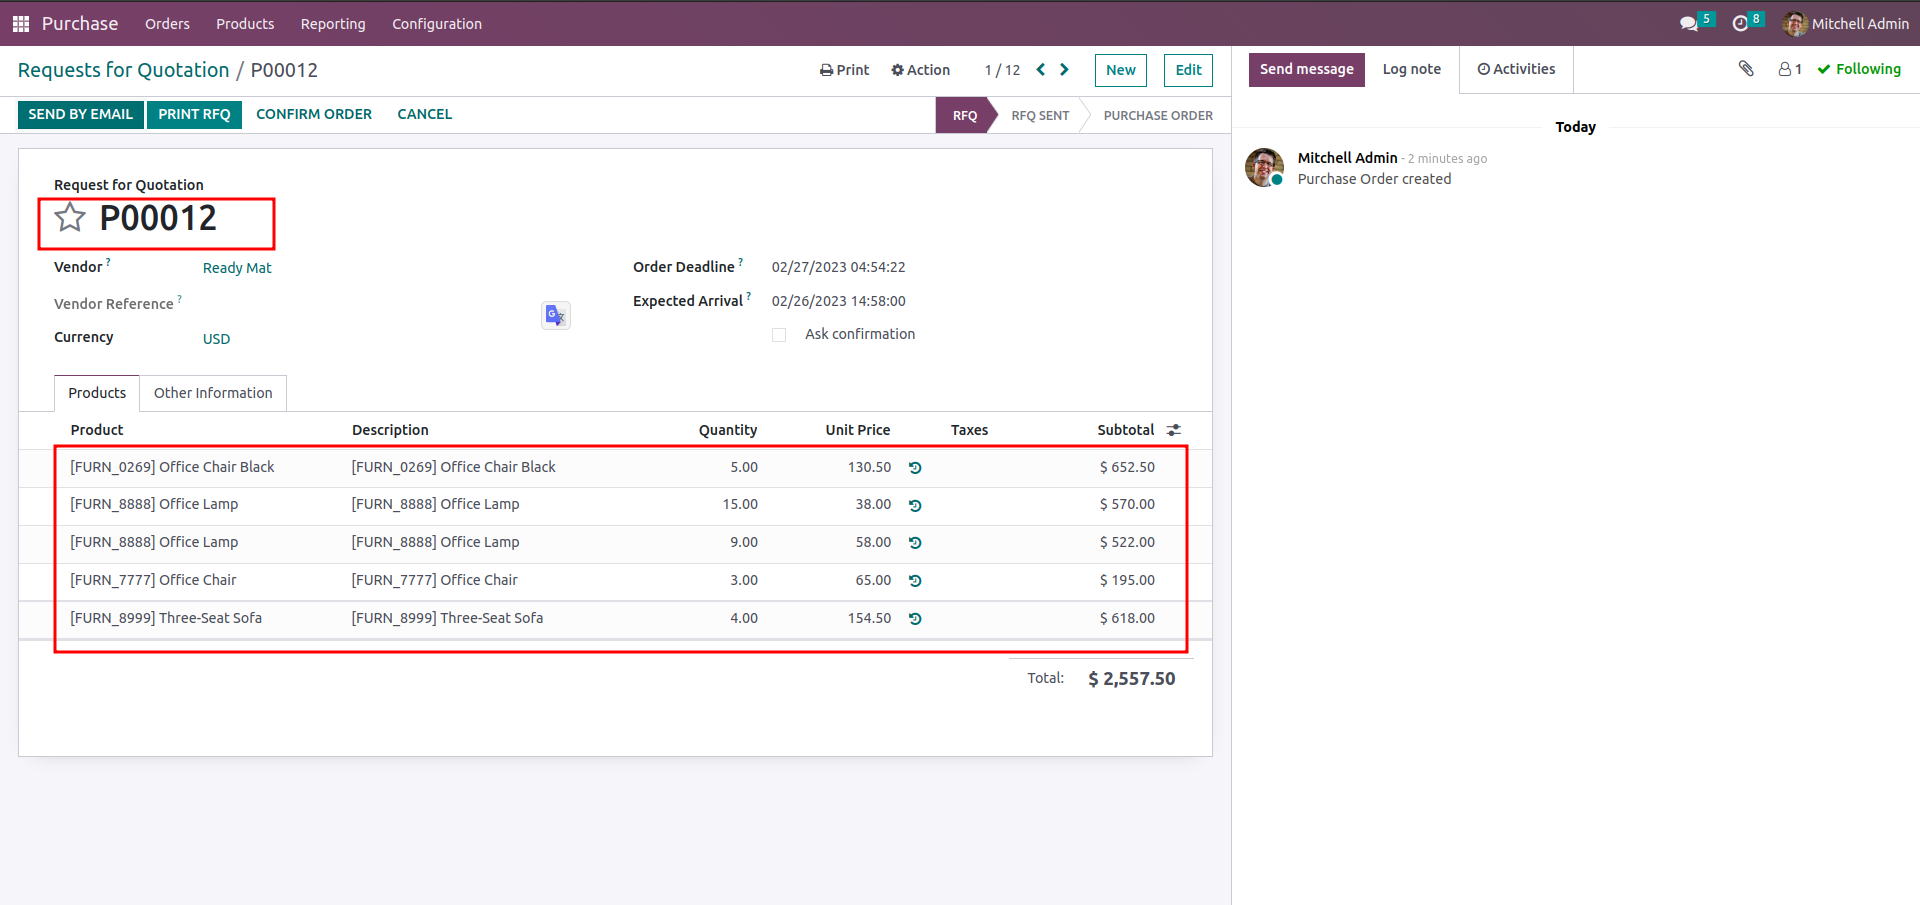 Purchase Orders Products Reporting Configuration 5 8 Mitchell Admin
Requests for Quotation / P00012 Print Action 1 / 12 New Edit Send message Log note Activities 1 Following
SEND BY EMAIL PRINT RFQ CONFIRM ORDER CANCEL RFQ RFQ SENT PURCHASE ORDER
Today
Mitchell Admin - 2 minutes ago
Purchase Order created
Request for Quotation
P00012
Vendor ? Ready Mat Order Deadline ? 02/27/2023 04:54:22
Vendor Reference ? Expected Arrival ? 02/26/2023 14:58:00
Currency USD Ask confirmation
Products Other Information
Product Description Quantity Unit Price Taxes Subtotal
[FURN_0269] Office Chair Black [FURN_0269] Office Chair Black 5.00 130.50 $ 652.50
[FURN_8888] Office Lamp [FURN_8888] Office Lamp 15.00 38.00 $ 570.00
[FURN_8888] Office Lamp [FURN_8888] Office Lamp 9.00 58.00 $ 522.00
[FURN_7777] Office Chair [FURN_7777] Office Chair 3.00 65.00 $ 195.00
[FURN_8999] Three-Seat Sofa [FURN_8999] Three-Seat Sofa 4.00 154.50 $ 618.00
Total: $ 2,557.50